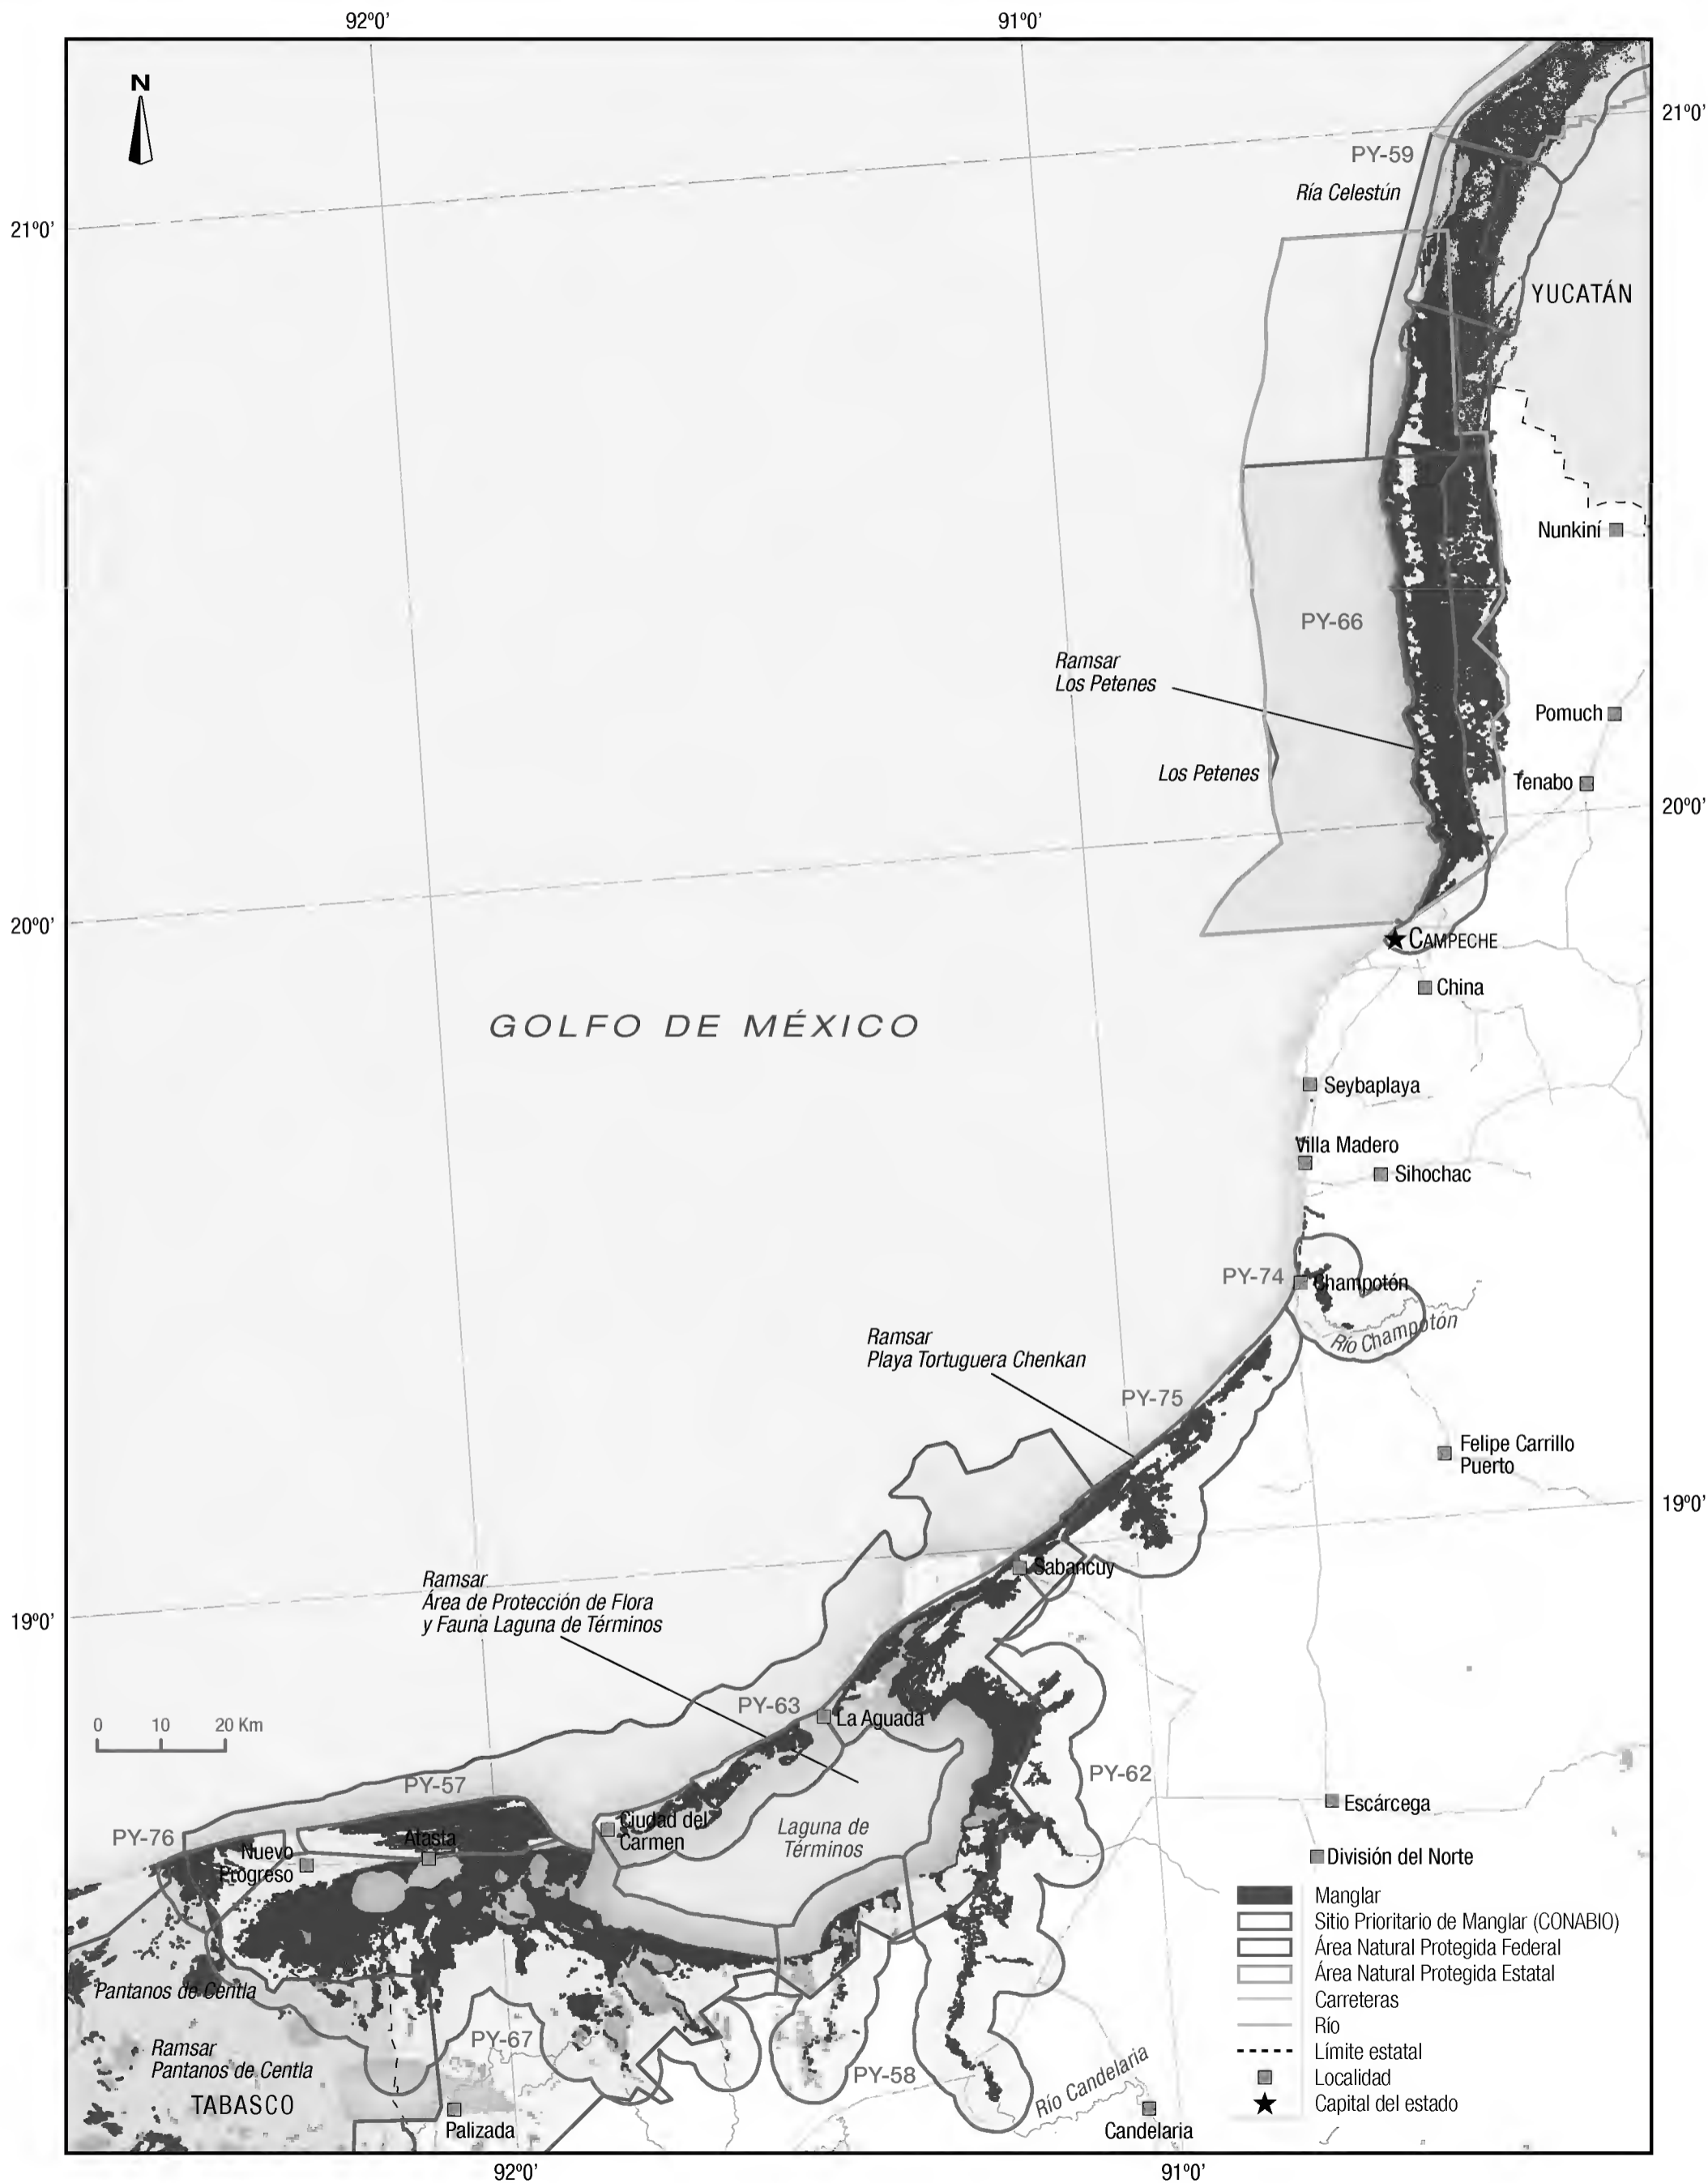 92º0'
91º0'
N
21º0'
PY-59
Ría Celestún
21º0'
YUCATÁN
Nunkiní
PY-66
Ramsar
Los Petenes
Pomuch
Los Petenes
Tenabo
20º0'
20º0'
CAMPECHE
China
GOLFO DE MÉXICO
Seybaplaya
Villa Madero
Sihochac
PY-74
Champotón
Río Champotón
Ramsar
Playa Tortuguera Chenkan
PY-75
Felipe Carrillo
Puerto
19º0'
Sabancuy
Ramsar
Área de Protección de Flora
y Fauna Laguna de Términos
19º0'
PY-63
La Aguada
0 10 20 Km
PY-62
PY-57
Escárcega
Ciudad del
Carmen
Laguna de
Términos
PY-76
Atasta
Nuevo
Progreso
División del Norte
Manglar
Sitio Prioritario de Manglar (CONABIO)
Área Natural Protegida Federal
Área Natural Protegida Estatal
Carreteras
Río
Límite estatal
Localidad
Capital del estado
Pantanos de Centla
Ramsar
Pantanos de Centla
PY-67
PY-58
TABASCO
Río Candelaria
Palizada
Candelaria
92º0'
91º0'